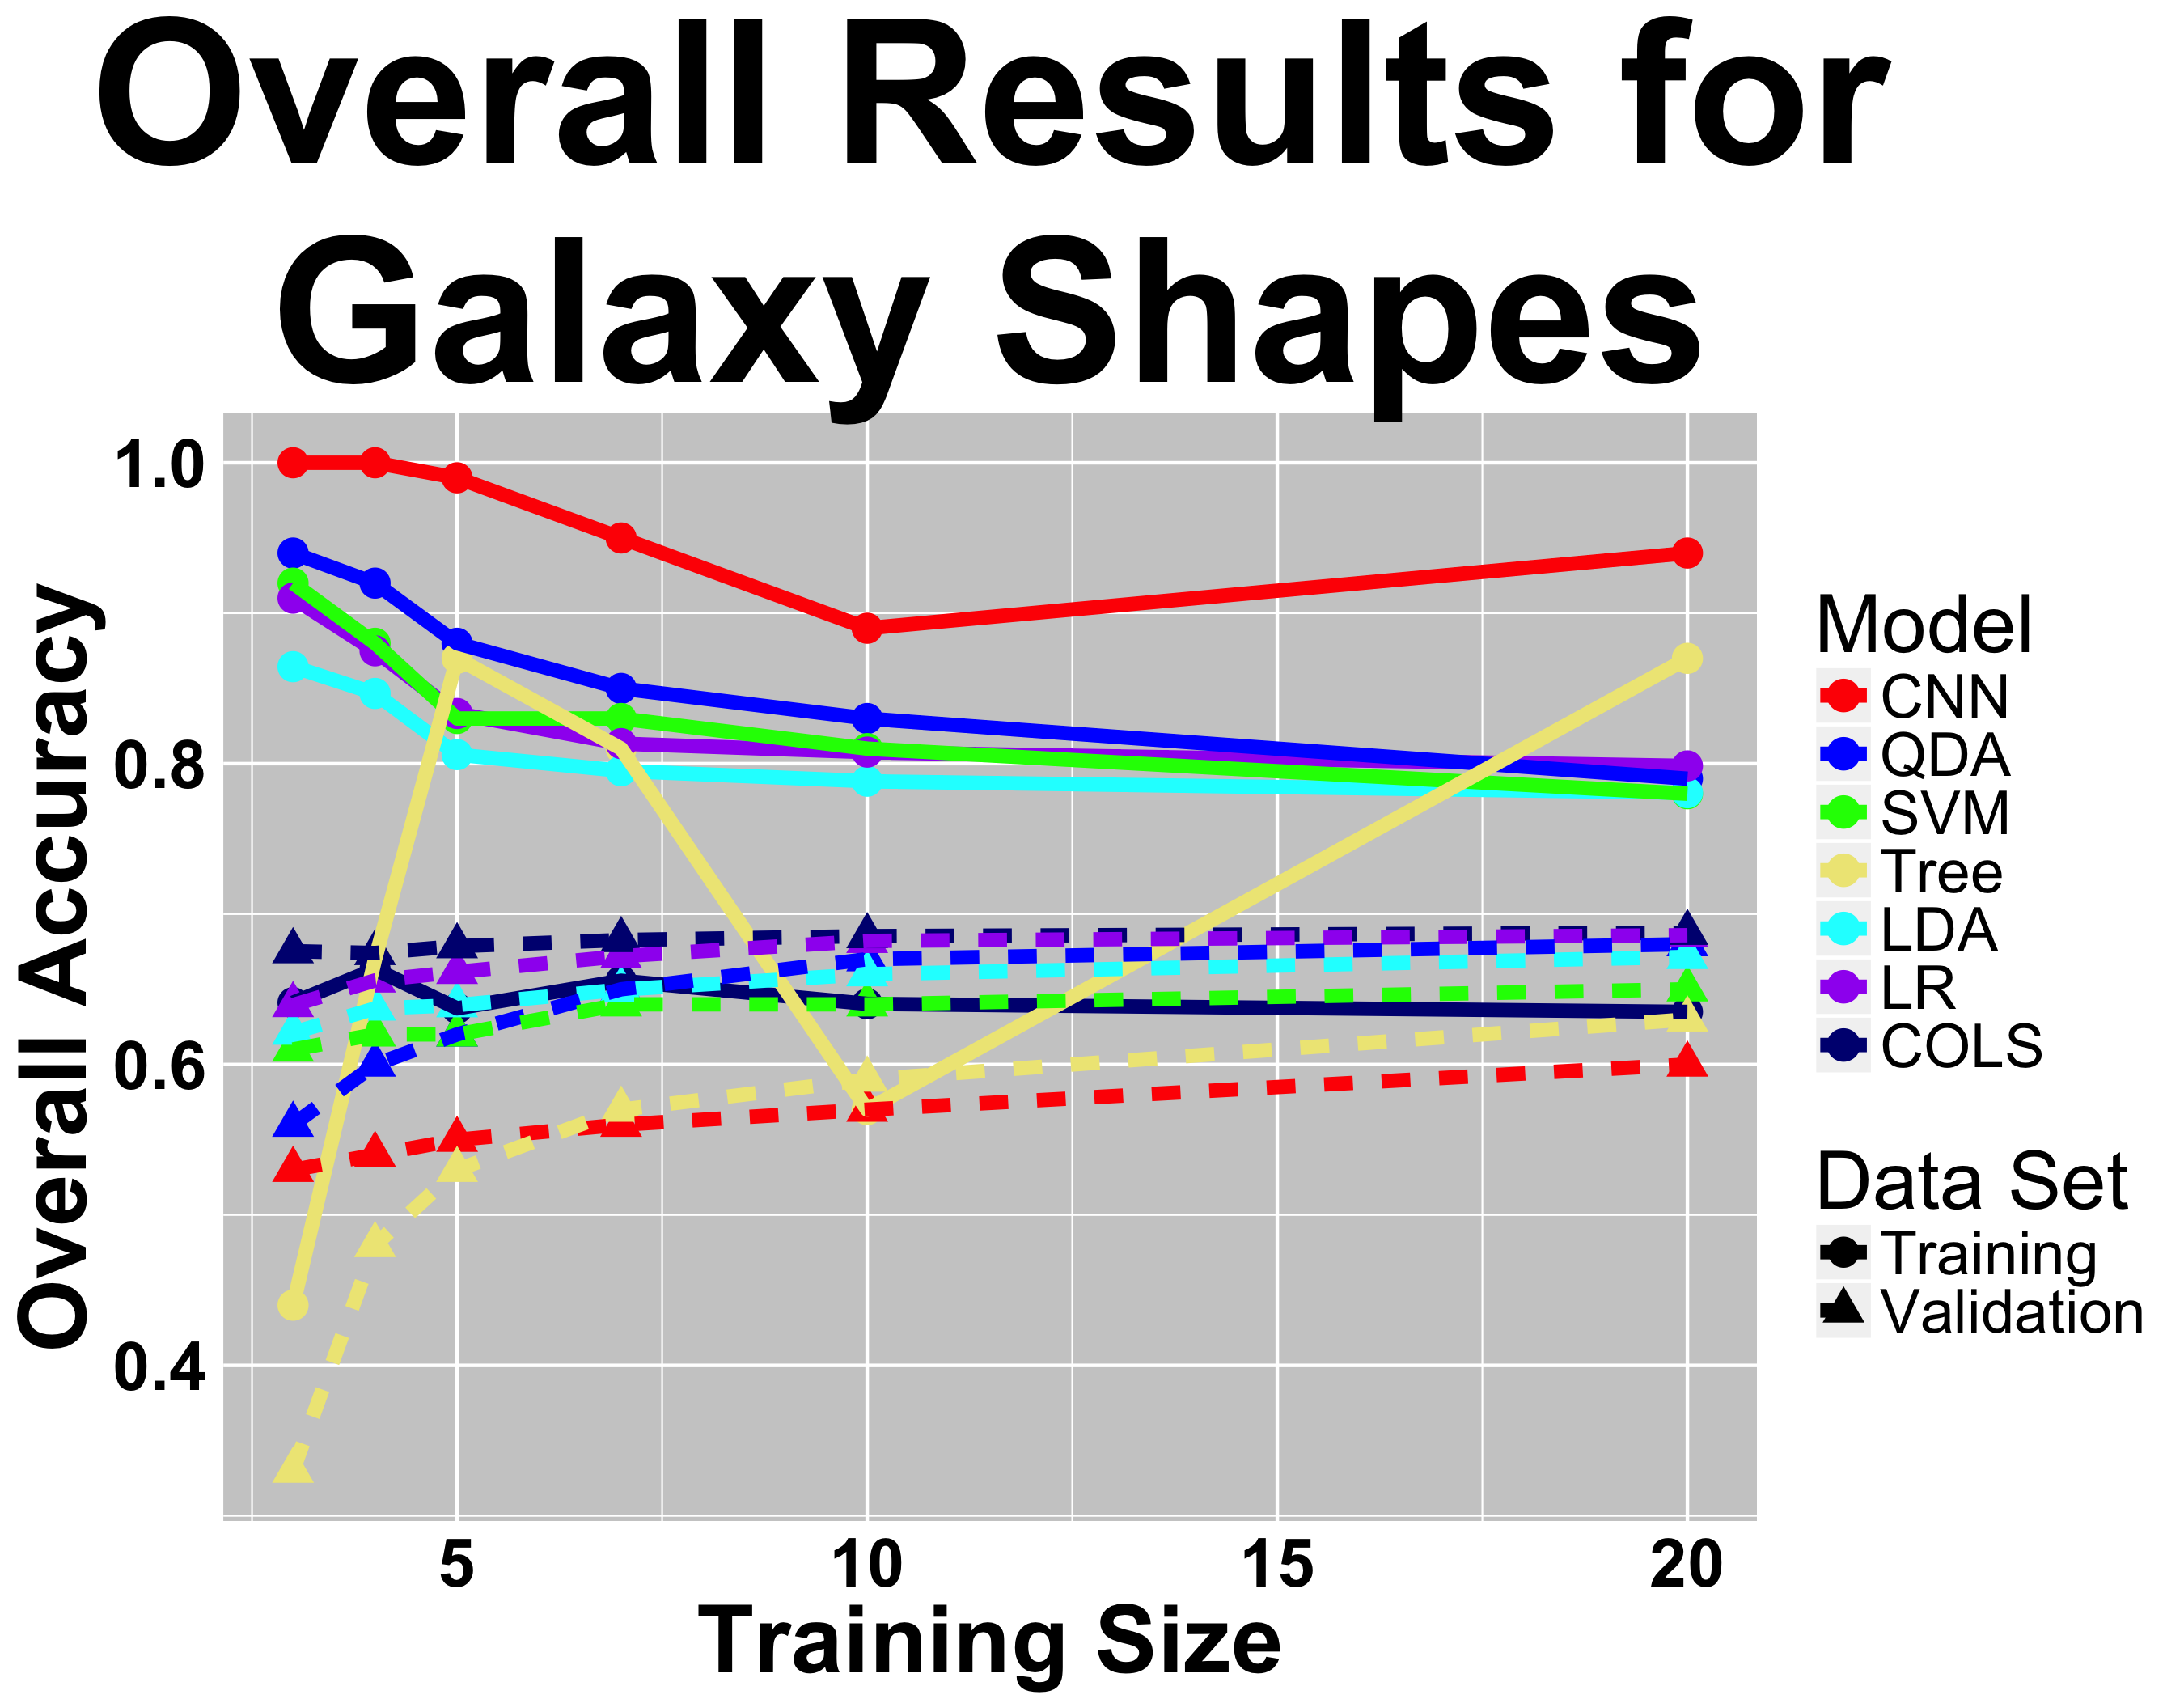 Overall Results for
Galaxy Shapes
Overall Accuracy
1.0
0.8
0.6
0.4
5 10 15 20
Training Size
Model
CNN
QDA
SVM
Tree
LDA
LR
COLS
Data Set
Training
Validation